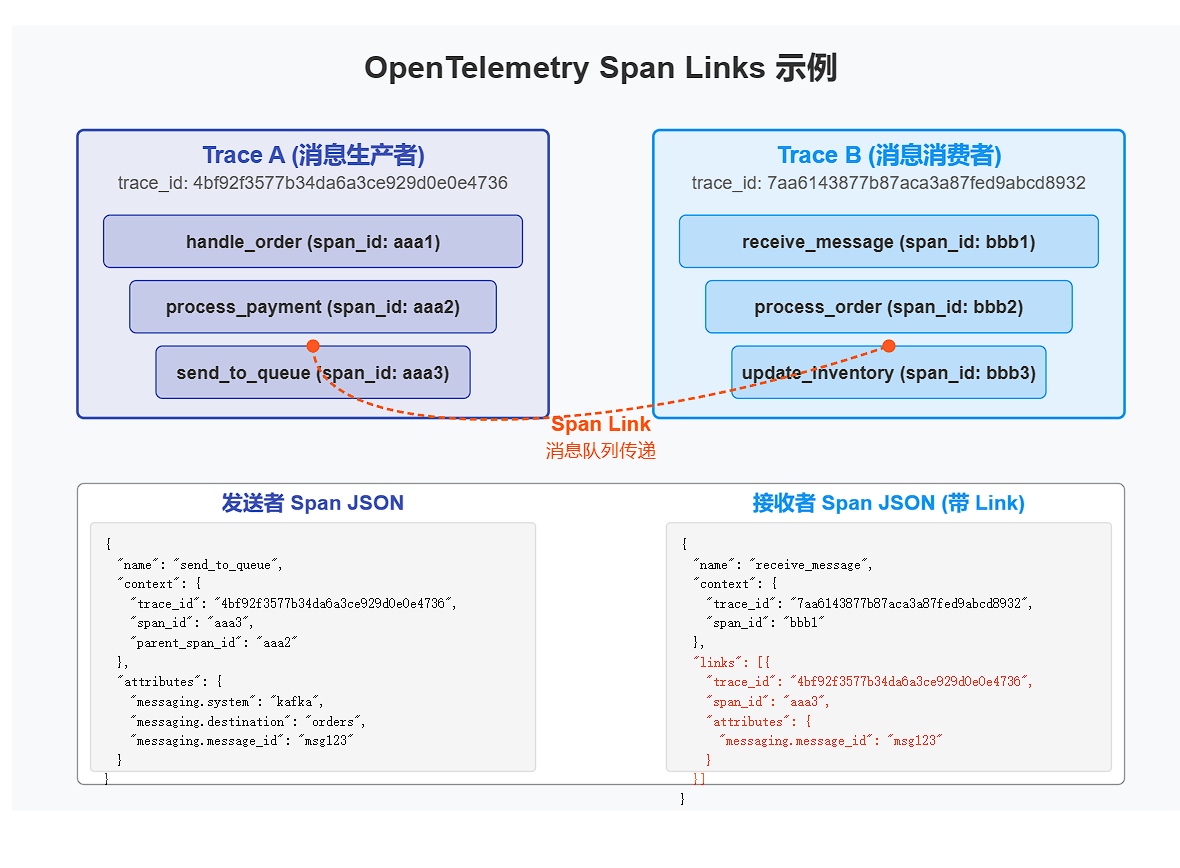 OpenTelemetry Span Links 示例
Trace A (消息生产者)
trace_id: 4bf92f3577b34da6a3ce929d0e0e4736
handle_order (span_id: aaa1)
process_payment (span_id: aaa2)
send_to_queue (span_id: aaa3)
Trace B (消息消费者)
trace_id: 7aa6143877b87aca3a87fed9abcd8932
receive_message (span_id: bbb1)
process_order (span_id: bbb2)
update_inventory (span_id: bbb3)
Span Link
消息队列传递
发送者 Span JSON
{
"name": "send_to_queue",
"context": {
"trace_id": "4bf92f3577b34da6a3ce929d0e0e4736",
"span_id": "aaa3",
"parent_span_id": "aaa2"
},
"attributes": {
"messaging.system": "kafka",
"messaging.destination": "orders",
"messaging.message_id": "msg123"
}
}
接收者 Span JSON (带 Link)
{
"name": "receive_message",
"context": {
"trace_id": "7aa6143877b87aca3a87fed9abcd8932",
"span_id": "bbb1"
},
"links": [{
"trace_id": "4bf92f3577b34da6a3ce929d0e0e4736",
"span_id": "aaa3",
"attributes": {
"messaging.message_id": "msg123"
}
}]
}